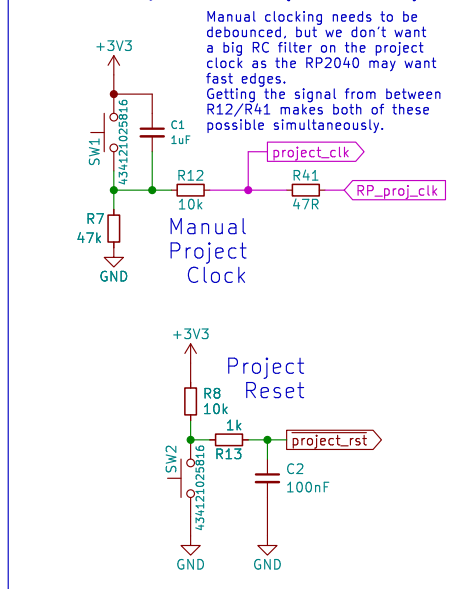 Manual clocking needs to be
debounced, but we don't want
a big RC filter on the project
clock as the RP2040 may want
fast edges.
Getting the signal from between
R12/R41 makes both of these
possible simultaneously.
+3V3
SW1
434121025816
C1
1uF
project_clk
R12
10k
R41
47R
RP_proj_clk
R7
47k
GND
Manual
Project
Clock
+3V3
Project
Reset
R8
10k
1k
R13
project_rst
SW2
434121025816
C2
100nF
GND
GND